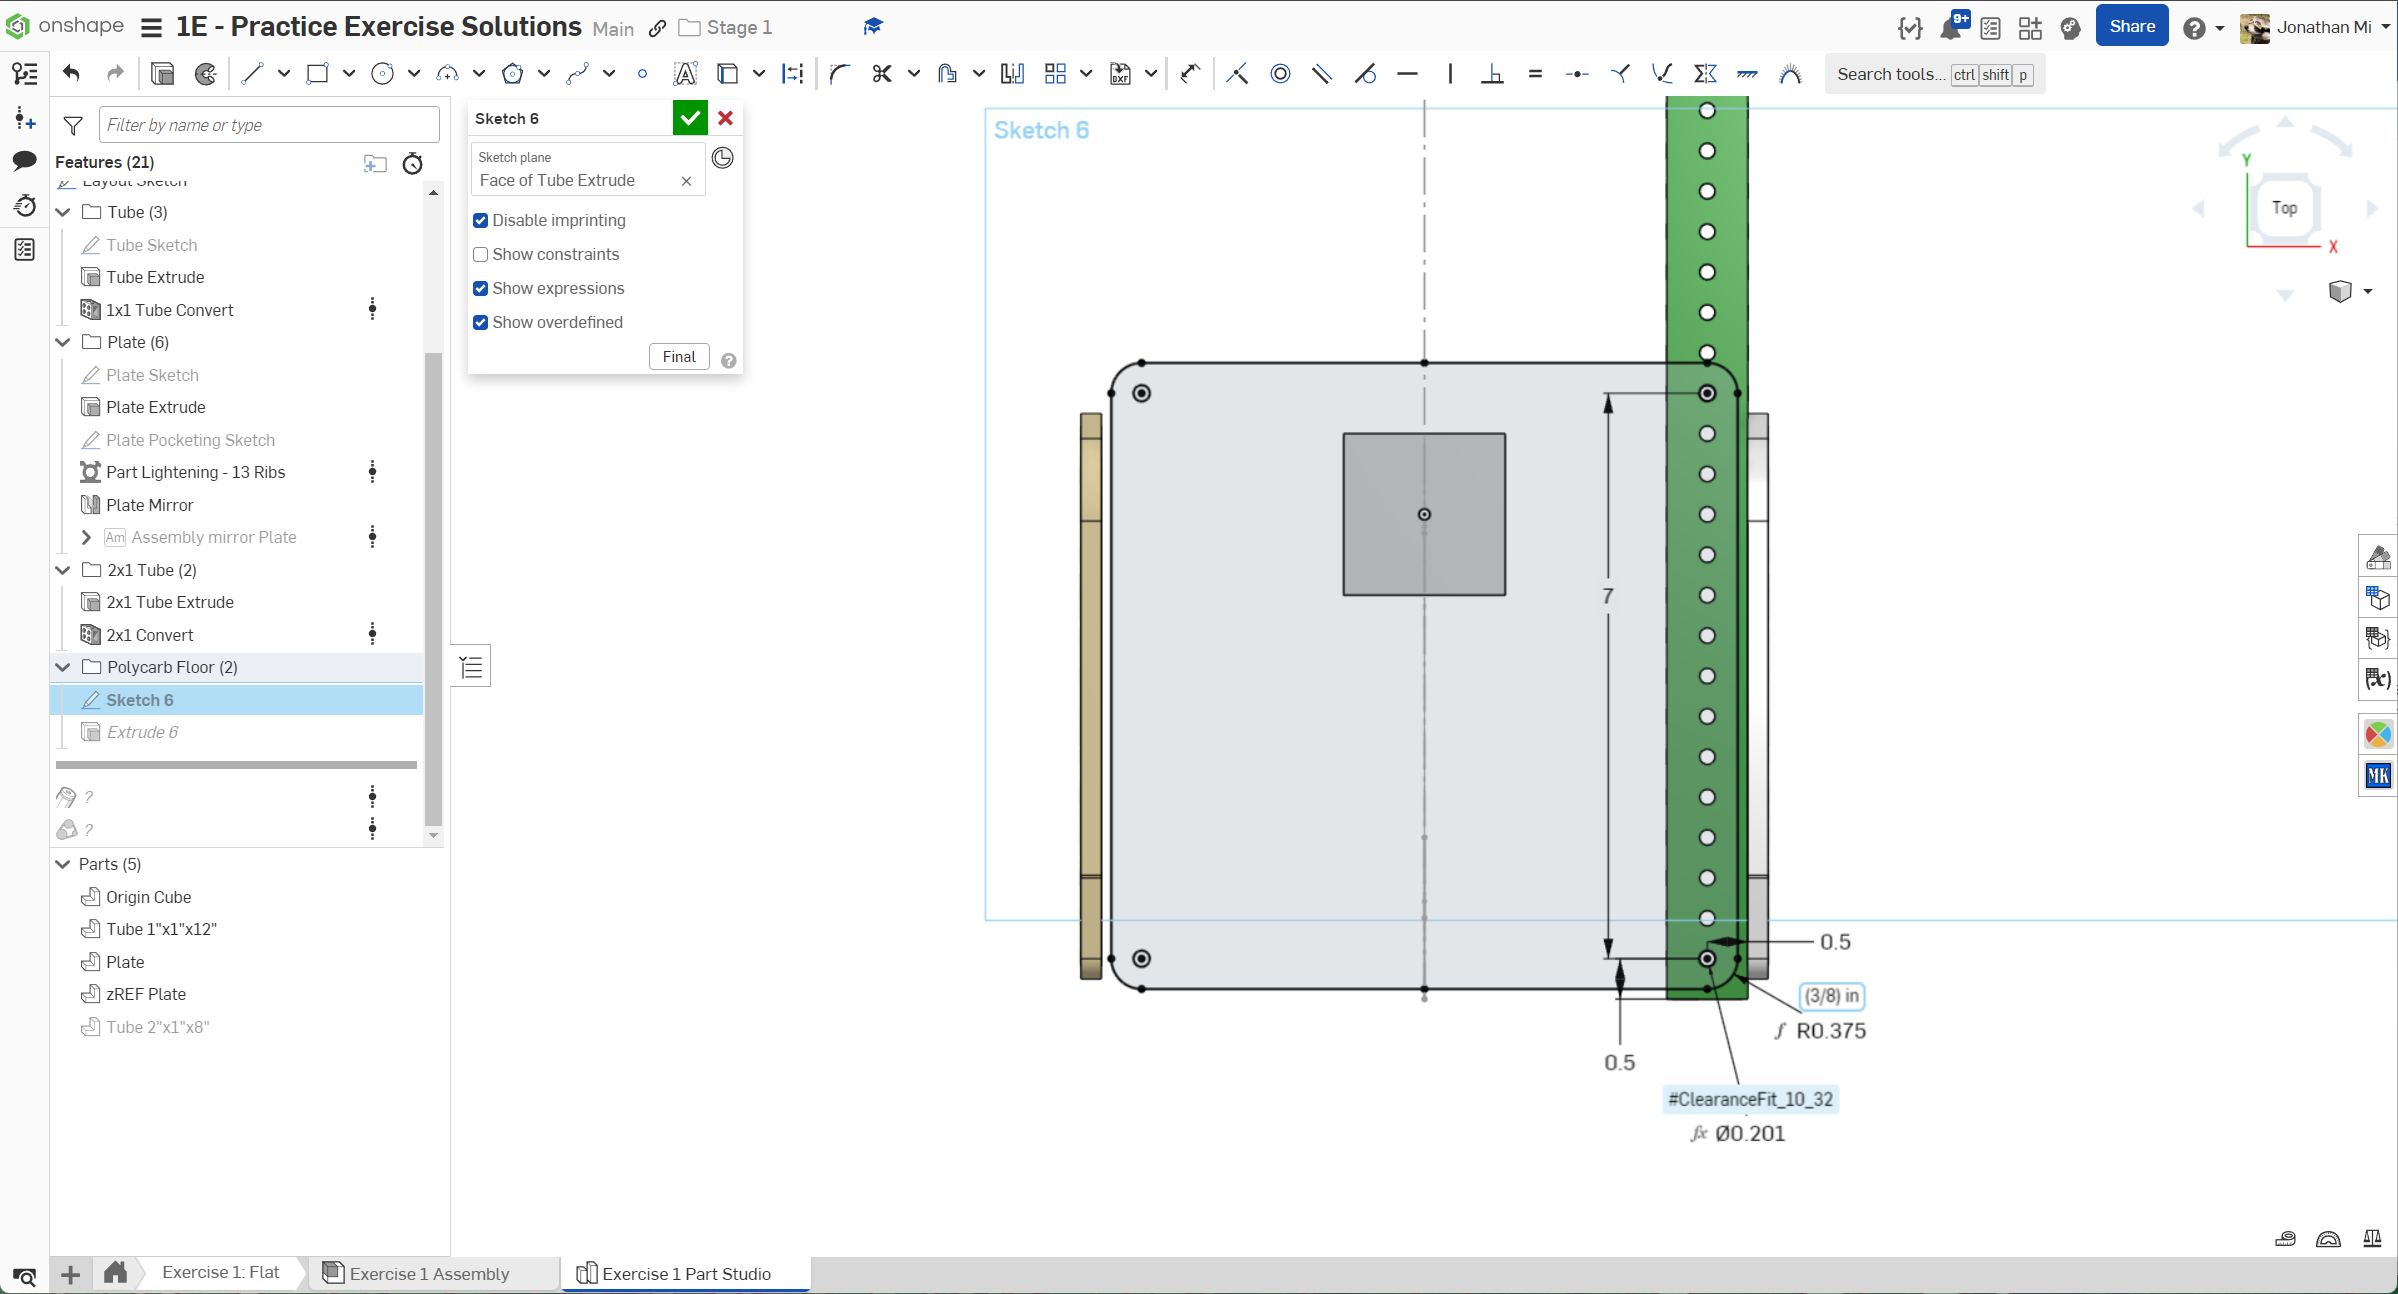 onshape
1E - Practice Exercise Solutions
Main
Stage 1
9+
Share
Jonathan Mi
DXF
Search tools... ctrl shift p
Filter by name or type
Features (21)
Layout Sketch
Tube (3)
Tube Sketch
Tube Extrude
1x1 Tube Convert
Plate (6)
Plate Sketch
Plate Extrude
Plate Pocketing Sketch
Part Lightening - 13 Ribs
Plate Mirror
Am Assembly mirror Plate
2x1 Tube (2)
2x1 Tube Extrude
2x1 Convert
Polycarb Floor (2)
Sketch 6
Extrude 6
?
?
Parts (5)
Origin Cube
Tube 1"x1"x12"
Plate
zREF Plate
Tube 2"x1"x8"
Sketch 6
Sketch plane
Face of Tube Extrude
Disable imprinting
Show constraints
Show expressions
Show overdefined
Final
?
Sketch 6
7
0.5
(3/8) in
ƒ R0.375
0.5
#ClearanceFit_10_32
fx Ø0.201
Y
Top
X
(x)
MK
Exercise 1: Flat
Exercise 1 Assembly
Exercise 1 Part Studio